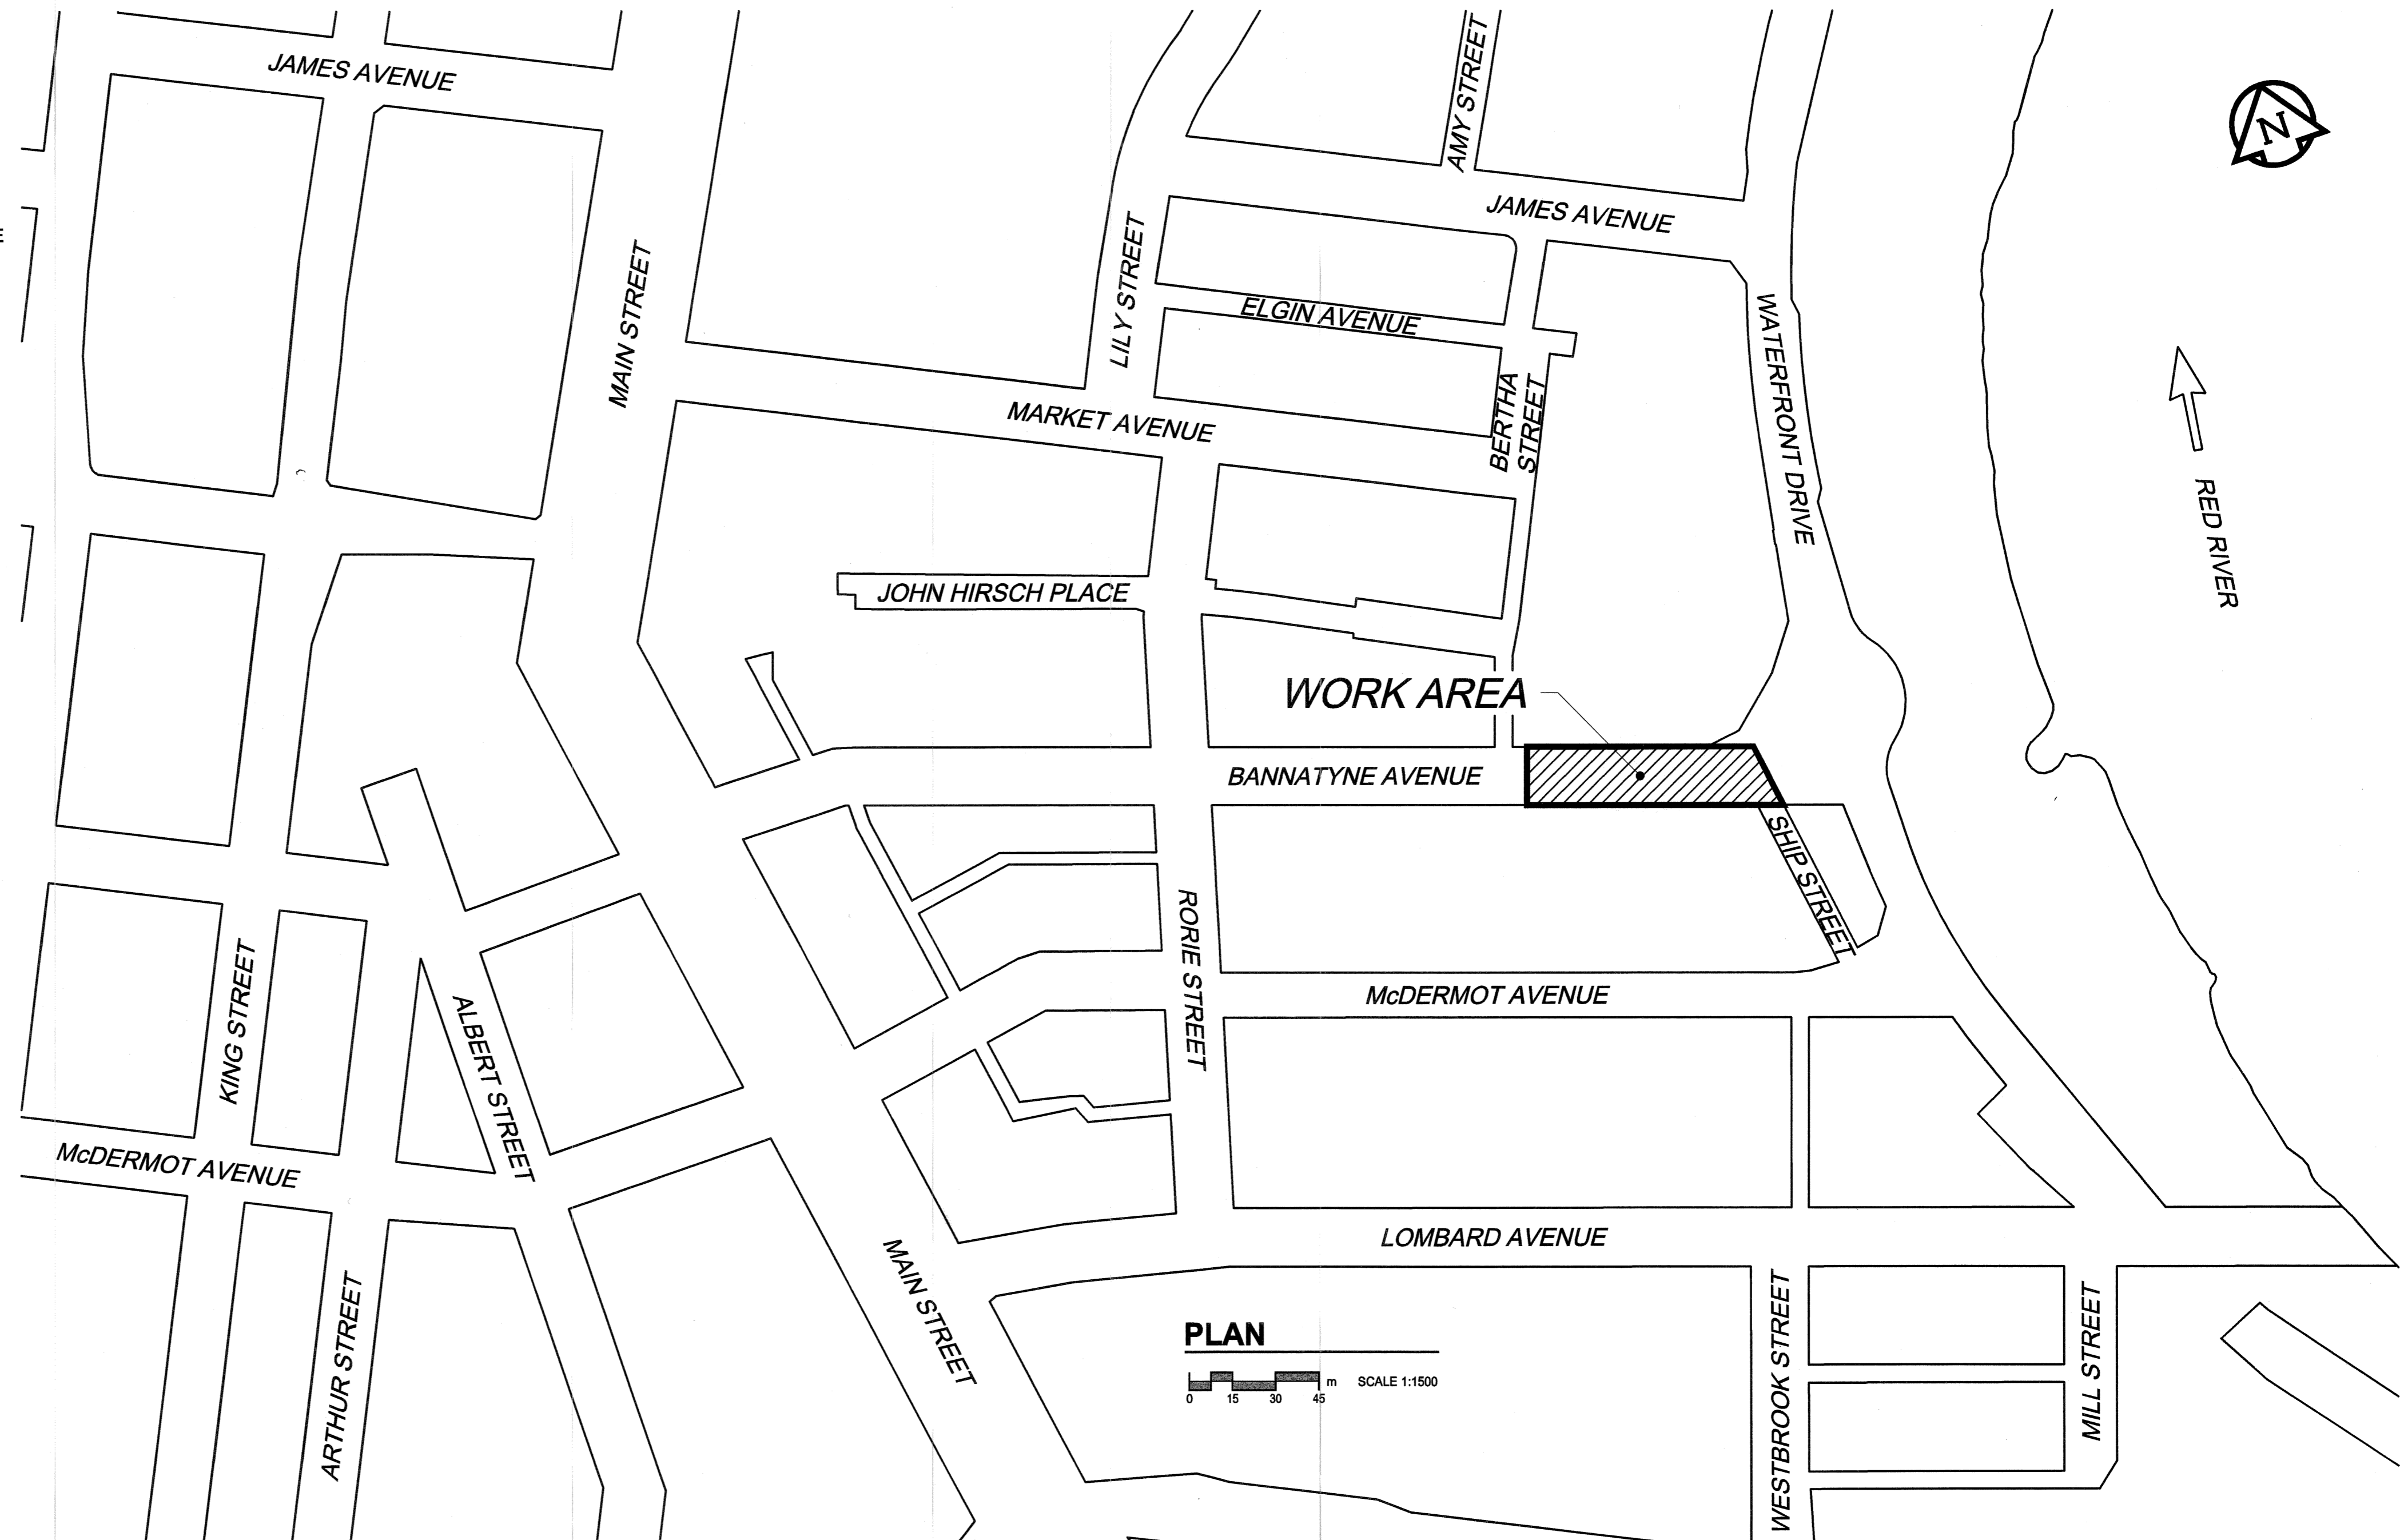 JAMES AVENUE
AMY STREET
N
JAMES AVENUE
MAIN STREET
LILY STREET
ELGIN AVENUE
WATERFRONT DRIVE
BERTHA
STREET
MARKET AVENUE
RED RIVER
JOHN HIRSCH PLACE
WORK AREA
BANNATYNE AVENUE
SHIP STREET
RORIE STREET
KING STREET
ALBERT STREET
McDERMOT AVENUE
McDERMOT AVENUE
LOMBARD AVENUE
MAIN STREET
ARTHUR STREET
WESTBROOK STREET
MILL STREET
PLAN
m SCALE 1:1500
0 15 30 45